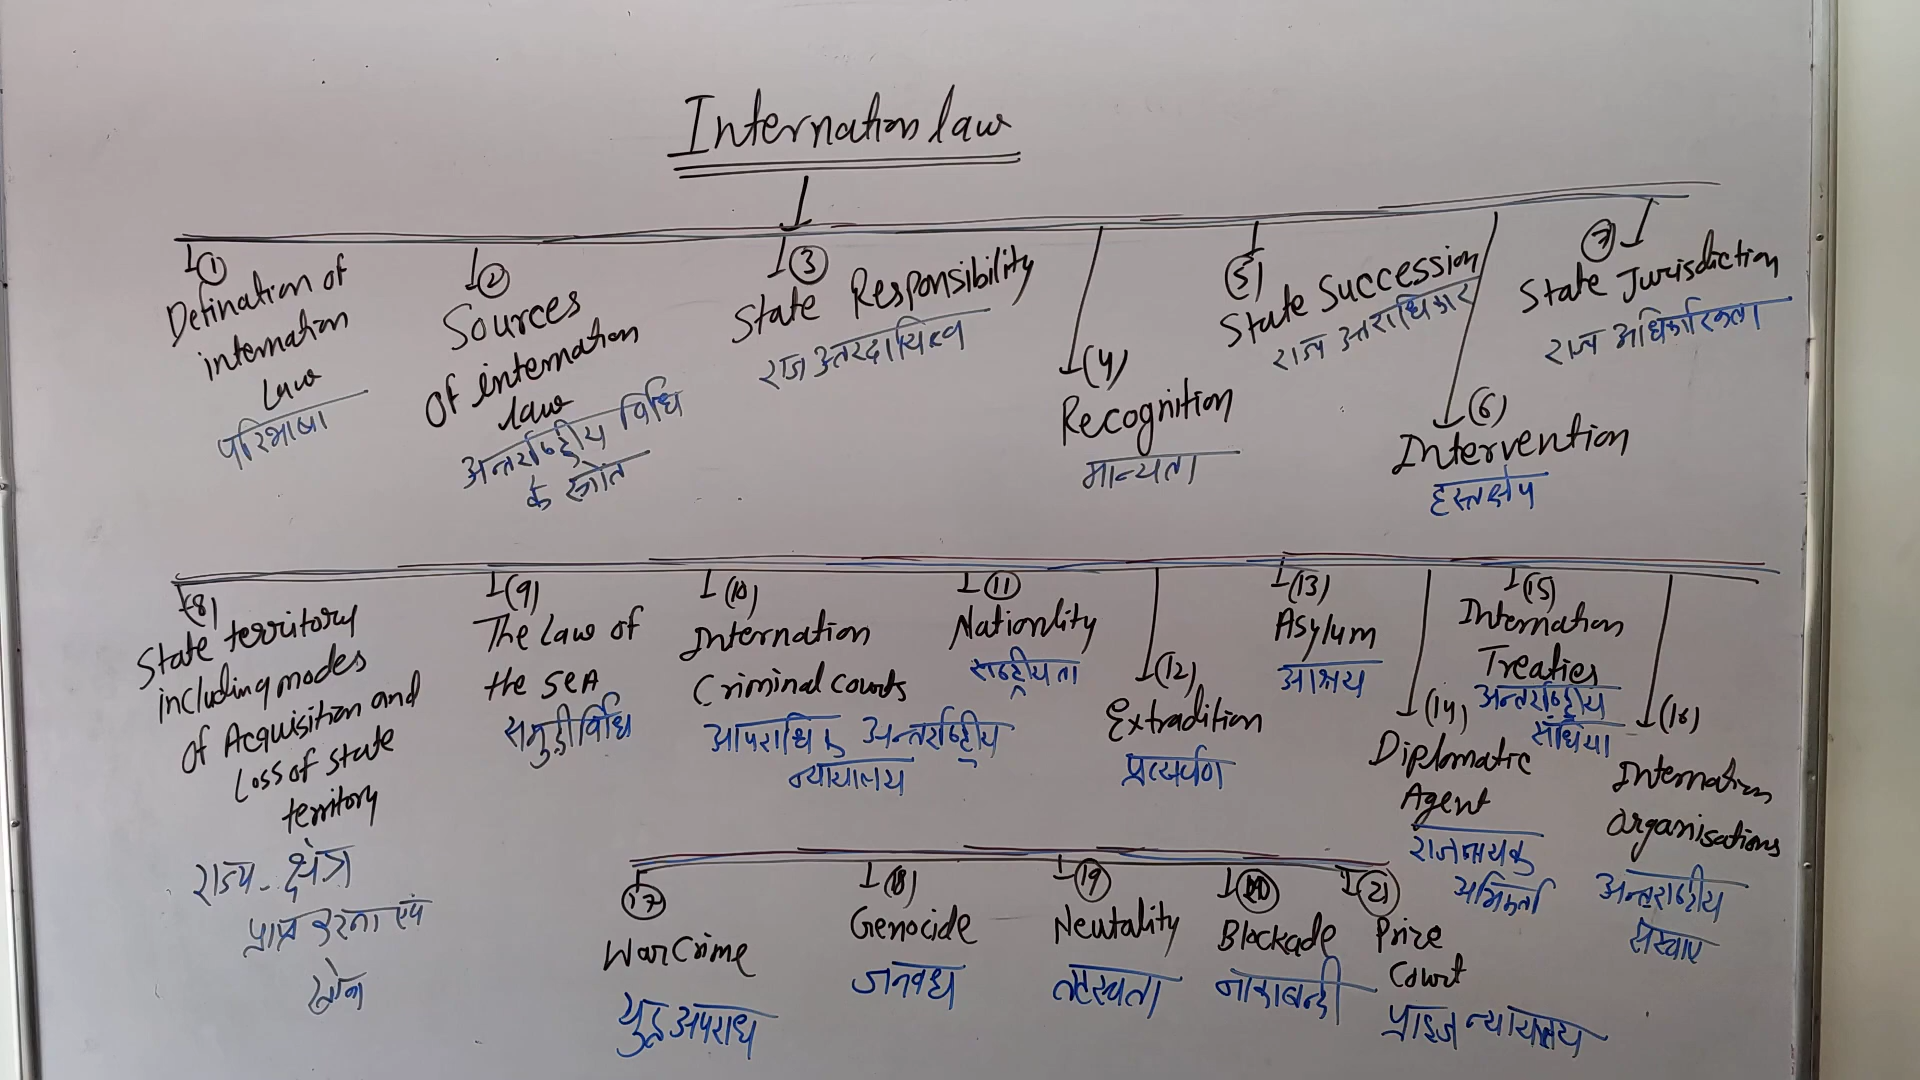 Internation law
(1)
Defination of
internation
law
परिभाषा
(2)
Sources
of internation
law
अन्तर्राष्ट्रीय विधि
के स्त्रोत
(3)
State Responsibility
राज उत्तरदायित्व
(4)
Recognition
मान्यता
(5)
State Succession
राज्य उत्तराधिकार
(6)
Intervention
हस्तक्षेप
(7)
State Jurisdiction
राज्य अधिकारिकता
(8)
State territory
including modes
of Acquisition and
Loss of state
territory
राज्य - क्षेत्र
प्राप्त करना एवं
खोना
(9)
The law of
the SEA
समुद्री विधि
(10)
Internation
Criminal courts
आपराधिक अन्तर्राष्ट्रीय
न्यायालय
(11)
Nationlity
राष्ट्रीयता
(12)
Extradition
प्रत्यर्पण
(13)
Asylum
आश्रय
(14)
Diplomatic
Agent
राजनायक
अभिकर्ता
(15)
Internation
Treaties
अन्तर्राष्ट्रीय
संधिया
(16)
Internation
organisations
अन्तराष्ट्रीय
संस्थाए
(17)
War Crime
युद्ध अपराध
(18)
Genocide
जनवध
(19)
Neutality
तटस्थता
(20)
Blockade
नाकाबन्दी
(21)
Prize
Court
प्राइज न्यायालय